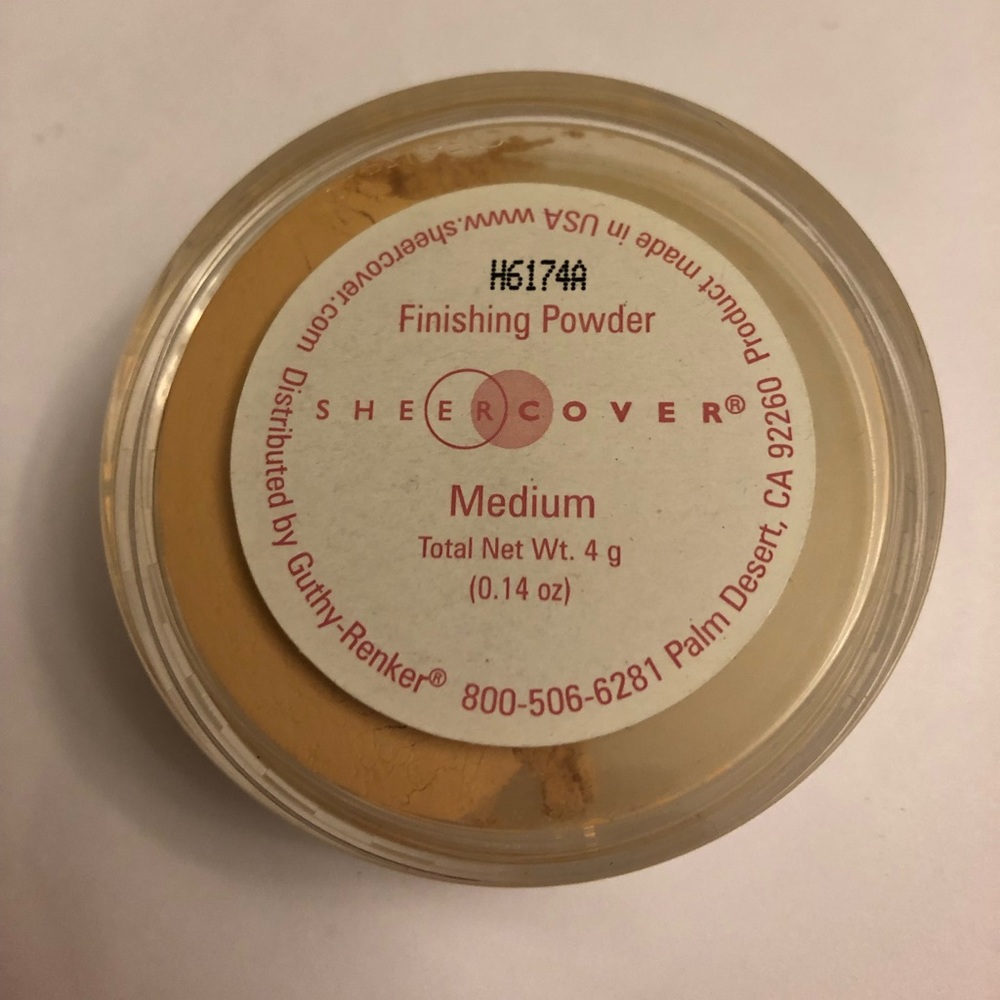 H6174A
Finishing Powder
SHEERCOVER®
Medium
Total Net Wt. 4 g
(0.14 oz)
Distributed by Guthy-Renker® 800-506-6281 Palm Desert, CA 92260 Product made in USA www.sheercover.com